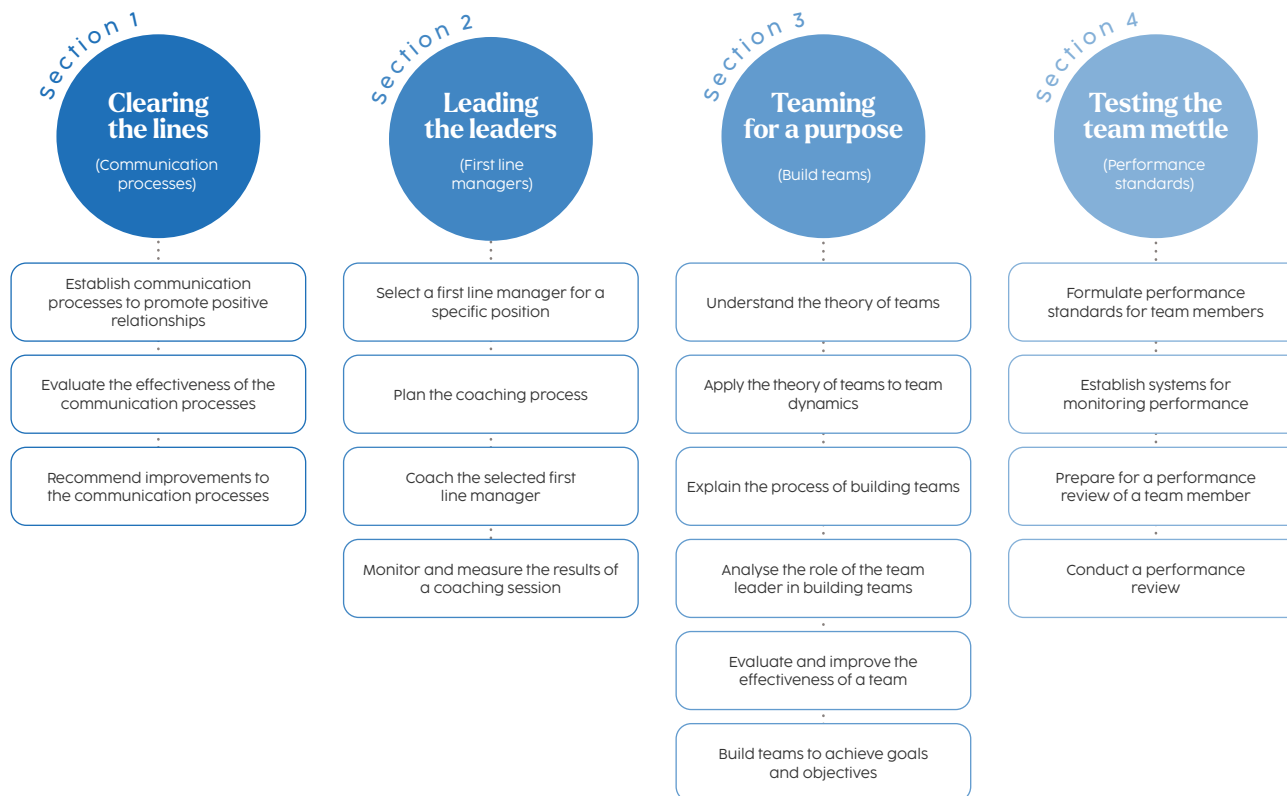 section 1
Clearing
the lines
(Communication
processes)
Establish communication
processes to promote positive
relationships
Evaluate the effectiveness of the
communication processes
Recommend improvements to
the communication processes
section 2
Leading
the leaders
(First line
managers)
Select a first line manager for a
specific position
Plan the coaching process
Coach the selected first
line manager
Monitor and measure the results of
a coaching session
section 3
Teaming
for a purpose
(Build teams)
Understand the theory of teams
Apply the theory of teams to team
dynamics
Explain the process of building teams
Analyse the role of the team
leader in building teams
Evaluate and improve the
effectiveness of a team
Build teams to achieve goals
and objectives
section 4
Testing the
team mettle
(Performance
standards)
Formulate performance
standards for team members
Establish systems for
monitoring performance
Prepare for a performance
review of a team member
Conduct a performance
review